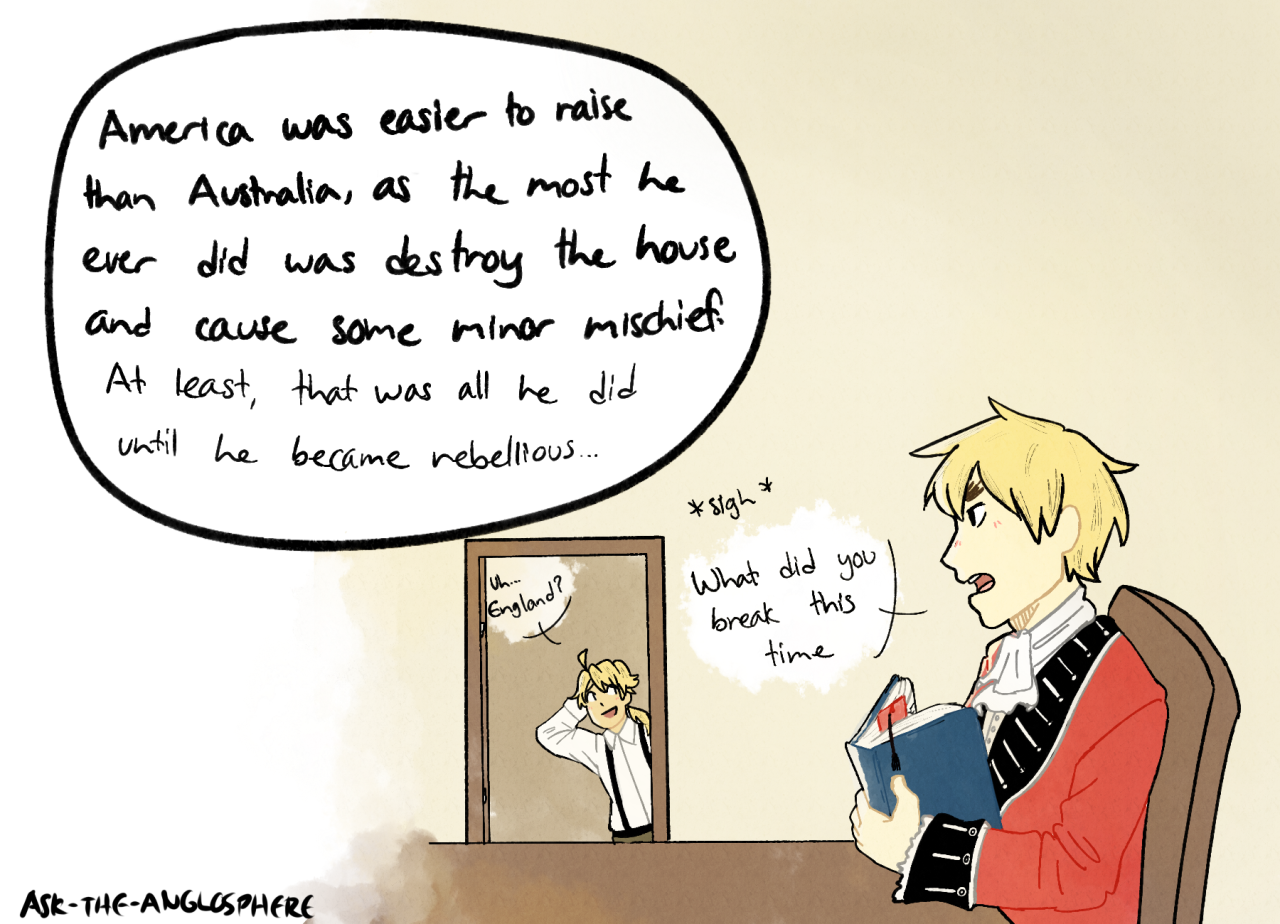 America was easier to raise
than Australia, as the most he
ever did was destroy the house
and cause some minor mischief.
At least, that was all he did
until he became rebellious...
*sigh*
What did you
break this
time
Uh...
England?
ASK-THE-ANGLOSPHERE